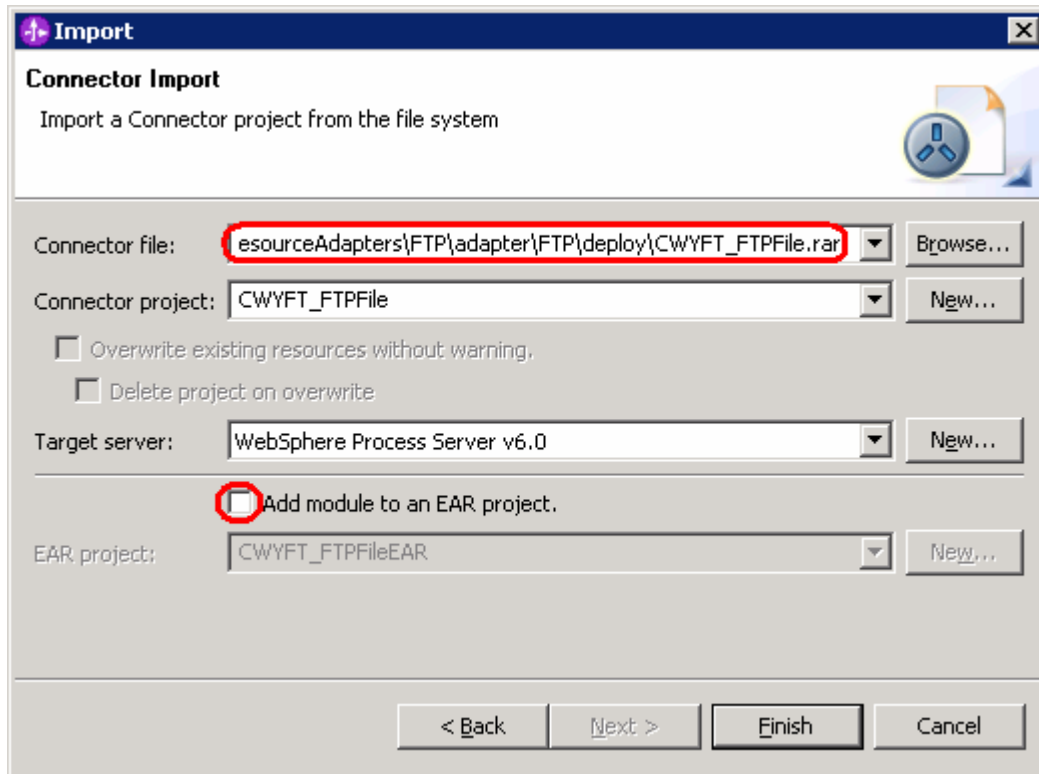 Import
Connector Import
Import a Connector project from the file system
Connector file: esourceAdapters\FTP\adapter\FTP\deploy\CWYFT_FTPFile.rar Browse...
Connector project: CWYFT_FTPFile New...
Overwrite existing resources without warning.
Delete project on overwrite
Target server: WebSphere Process Server v6.0 New...
Add module to an EAR project.
EAR project: CWYFT_FTPFileEAR New...
< Back Next > Finish Cancel